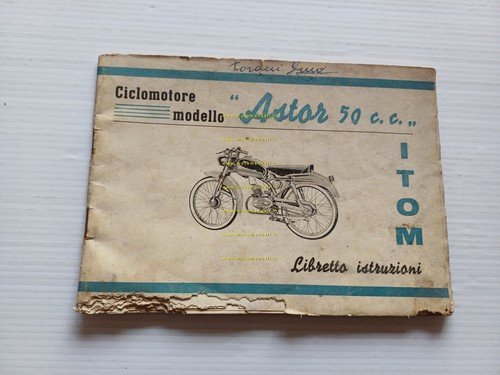 Ciclomotore
modello
"Astor 50 c.c."
ITOM
Libretto istruzioni